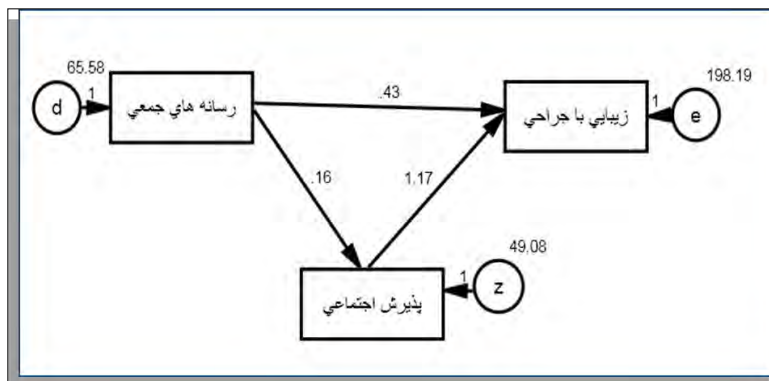 65.58
198.19
d
1
رسانه هاي جمعي
.43
زيبايي با جراحي
1
e
.16
1.17
49.08
پذيرش اجتماعي
1
z